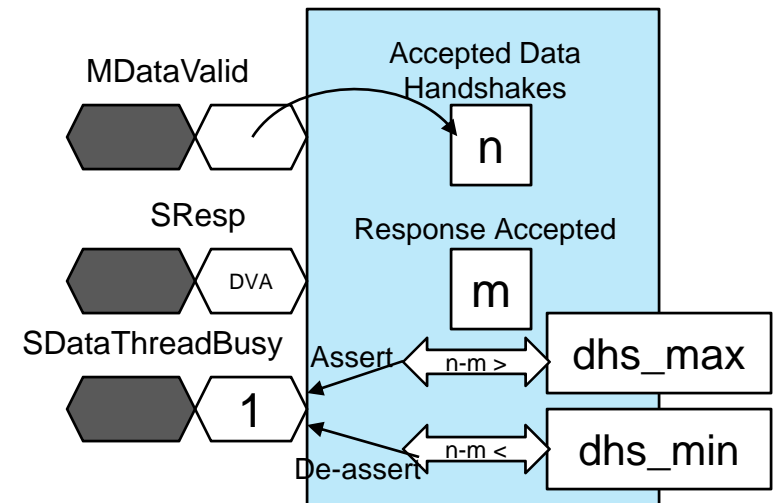 MDataValid
Accepted Data
Handshakes
n
SResp
Response Accepted
DVA
m
SDataThreadBusy
Assert
n-m >
dhs_max
1
De-assert
n-m <
dhs_min